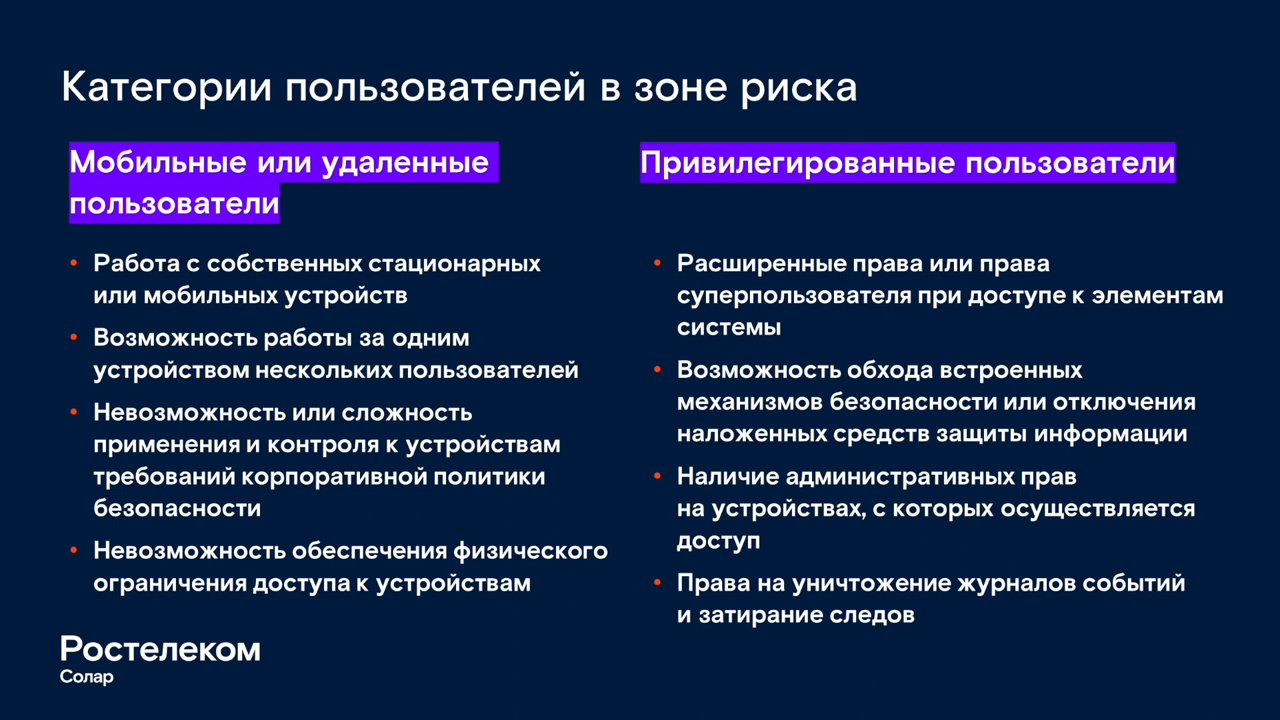 Категории пользователей в зоне риска
Мобильные или удаленные
пользователи
Работа с собственных стационарных
или мобильных устройств
Возможность работы за одним
устройством нескольких пользователей
Невозможность или сложность
применения и контроля к устройствам
требований корпоративной политики
безопасности
Невозможность обеспечения физического
ограничения доступа к устройствам
Привилегированные пользователи
Расширенные права или права
суперпользователя при доступе к элементам
системы
Возможность обхода встроенных
механизмов безопасности или отключения
наложенных средств защиты информации
Наличие административных прав
на устройствах, с которых осуществляется
доступ
Права на уничтожение журналов событий
и затирание следов
Ростелеком
Солар